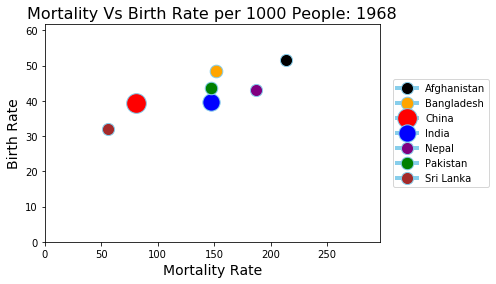 Mortality Vs Birth Rate per 1000 People: 1968
60
50
40
30
20
10
0
Birth Rate
0 50 100 150 200 250
Mortality Rate
Afghanistan
Bangladesh
China
India
Nepal
Pakistan
Sri Lanka